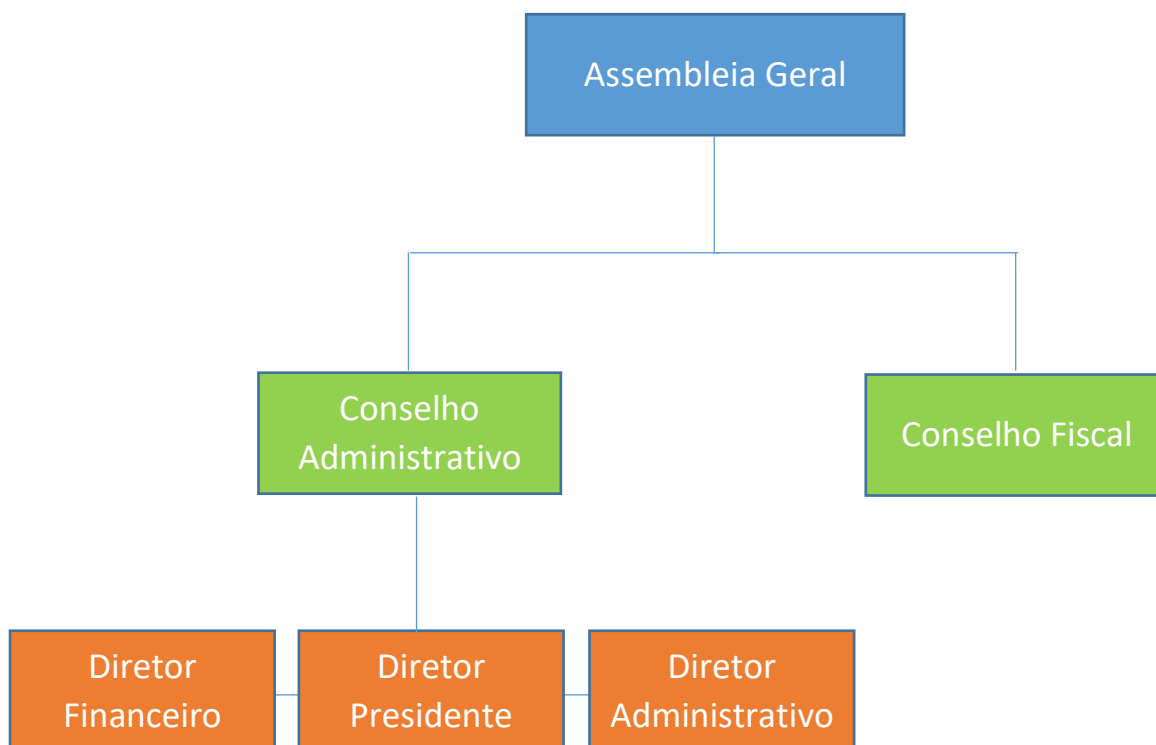 Assembleia Geral
Conselho
Administrativo
Conselho Fiscal
Diretor
Financeiro
Diretor
Presidente
Diretor
Administrativo